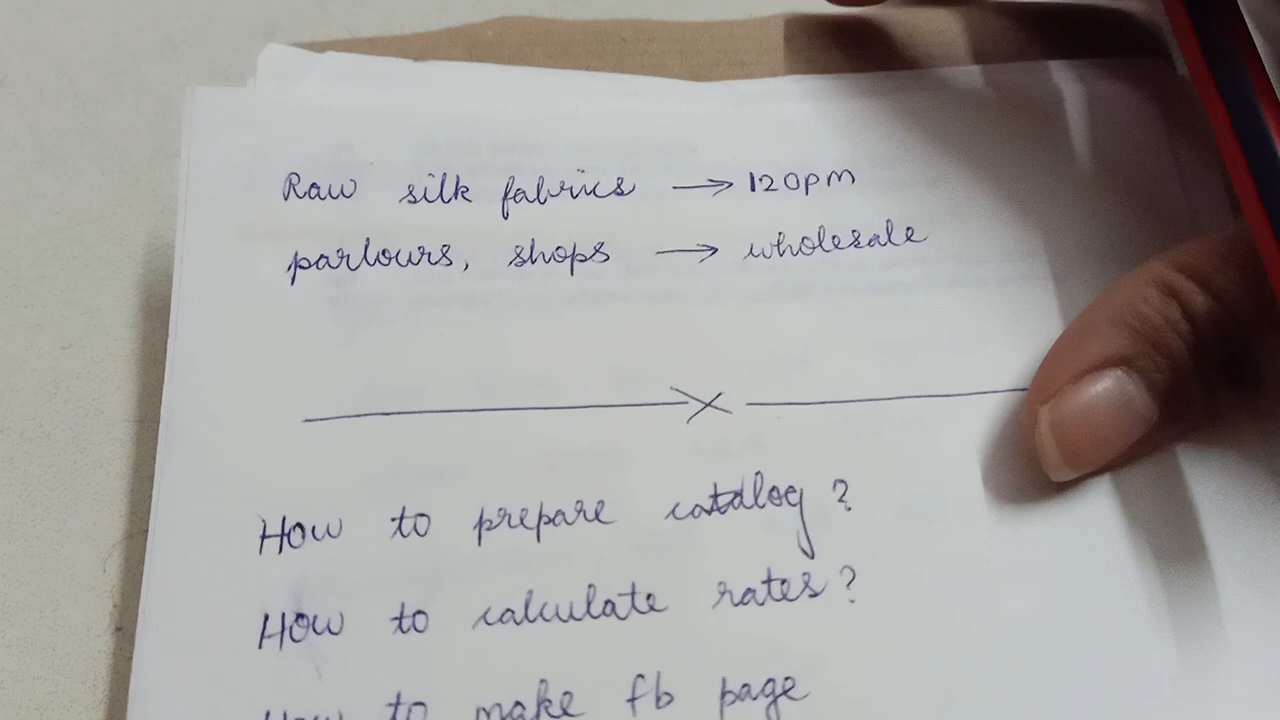 Raw silk fabrics → 120pm
parlours, shops → wholesale
How to prepare catalog?
How to calculate rates?
How to make fb page